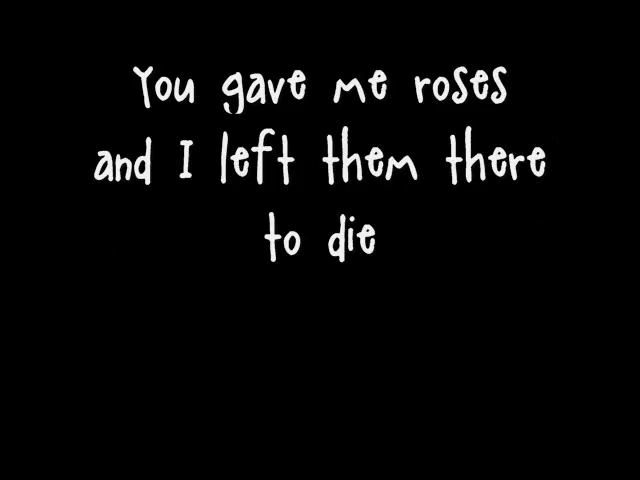 You gave me roses
and I left them there
to die